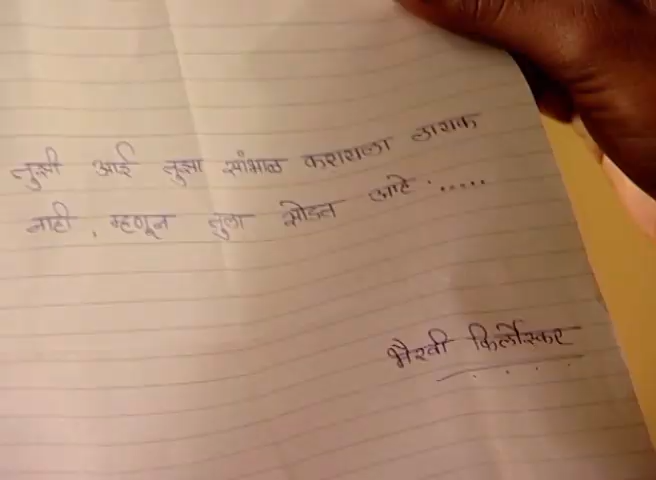 तुझी आई तुझा सांभाळ करायला लायक
नाही, म्हणून तुला सोडत आहे......
भैरवी किर्लोस्कर